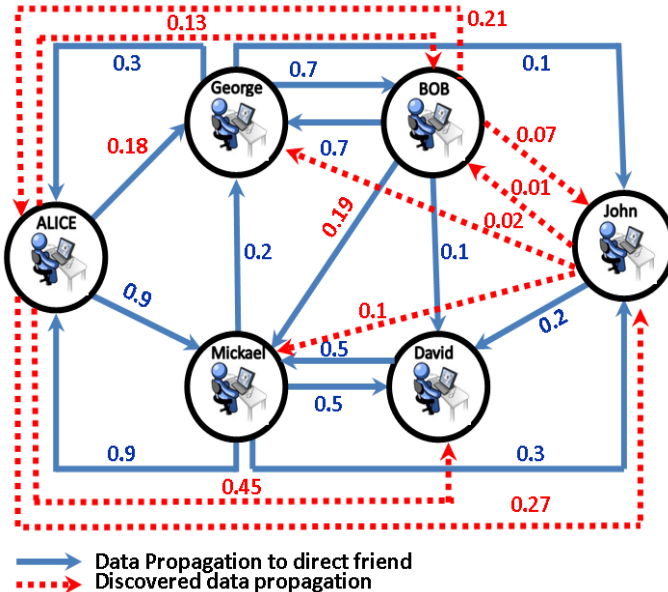 0.13
0.21
0.3
George
0.7
BOB
0.1
0.18
0.7
0.07
0.01
ALICE
0.19
0.02
John
0.2
0.1
0.9
0.1
0.2
Mickael
0.5
David
0.5
0.9
0.3
0.45
0.27
Data Propagation to direct friend
Discovered data propagation